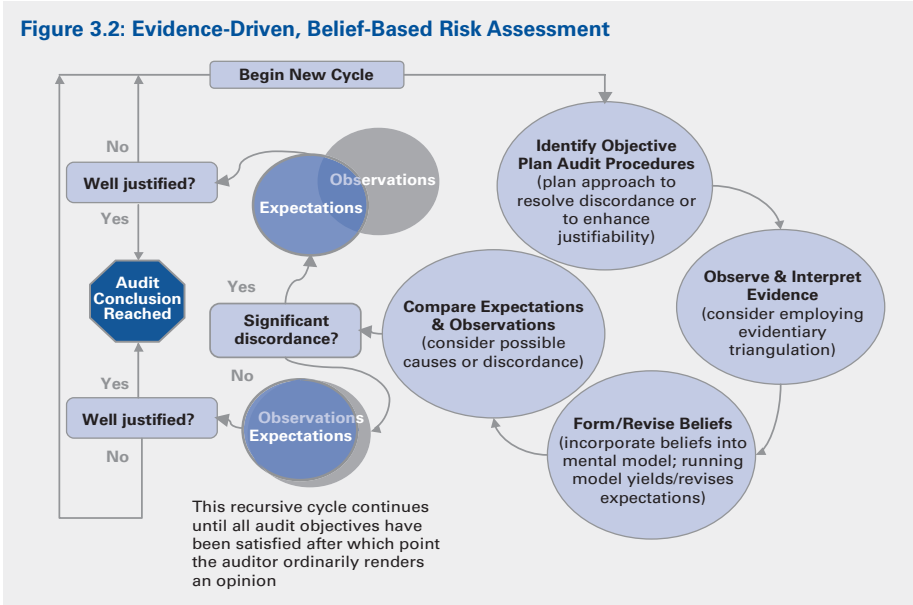 Figure 3.2: Evidence-Driven, Belief-Based Risk Assessment
Begin New Cycle
Identify Objective
Plan Audit Procedures
(plan approach to
resolve discordance or
to enhance
justifiability)
Observe & Interpret
Evidence
(consider employing
evidentiary
triangulation)
Form/Revise Beliefs
(incorporate beliefs into
mental model; running
model yields/revises
expectations)
Compare Expectations
& Observations
(consider possible
causes or discordance)
Significant
discordance?
Yes
Observations
Expectations
No
Observations
Expectations
Well justified?
No
Yes
Audit
Conclusion
Reached
Yes
Well justified?
No
This recursive cycle continues
until all audit objectives have
been satisfied after which point
the auditor ordinarily renders
an opinion